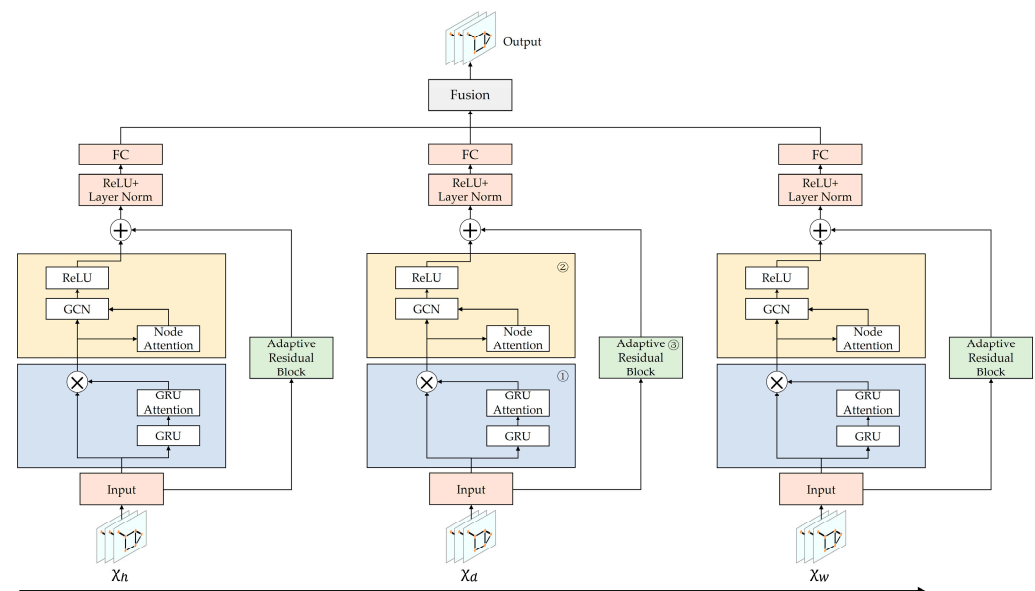 Output
Fusion
FC
FC
FC
ReLU+
Layer Norm
ReLU+
Layer Norm
ReLU+
Layer Norm
ReLU
GCN
Node
Attention
Adaptive
Residual
Block
GRU
Attention
GRU
Input
χh
②
ReLU
GCN
Node
Attention
Adaptive ③
Residual
Block
①
GRU
Attention
GRU
Input
χd
ReLU
GCN
Node
Attention
Adaptive
Residual
Block
GRU
Attention
GRU
Input
χw